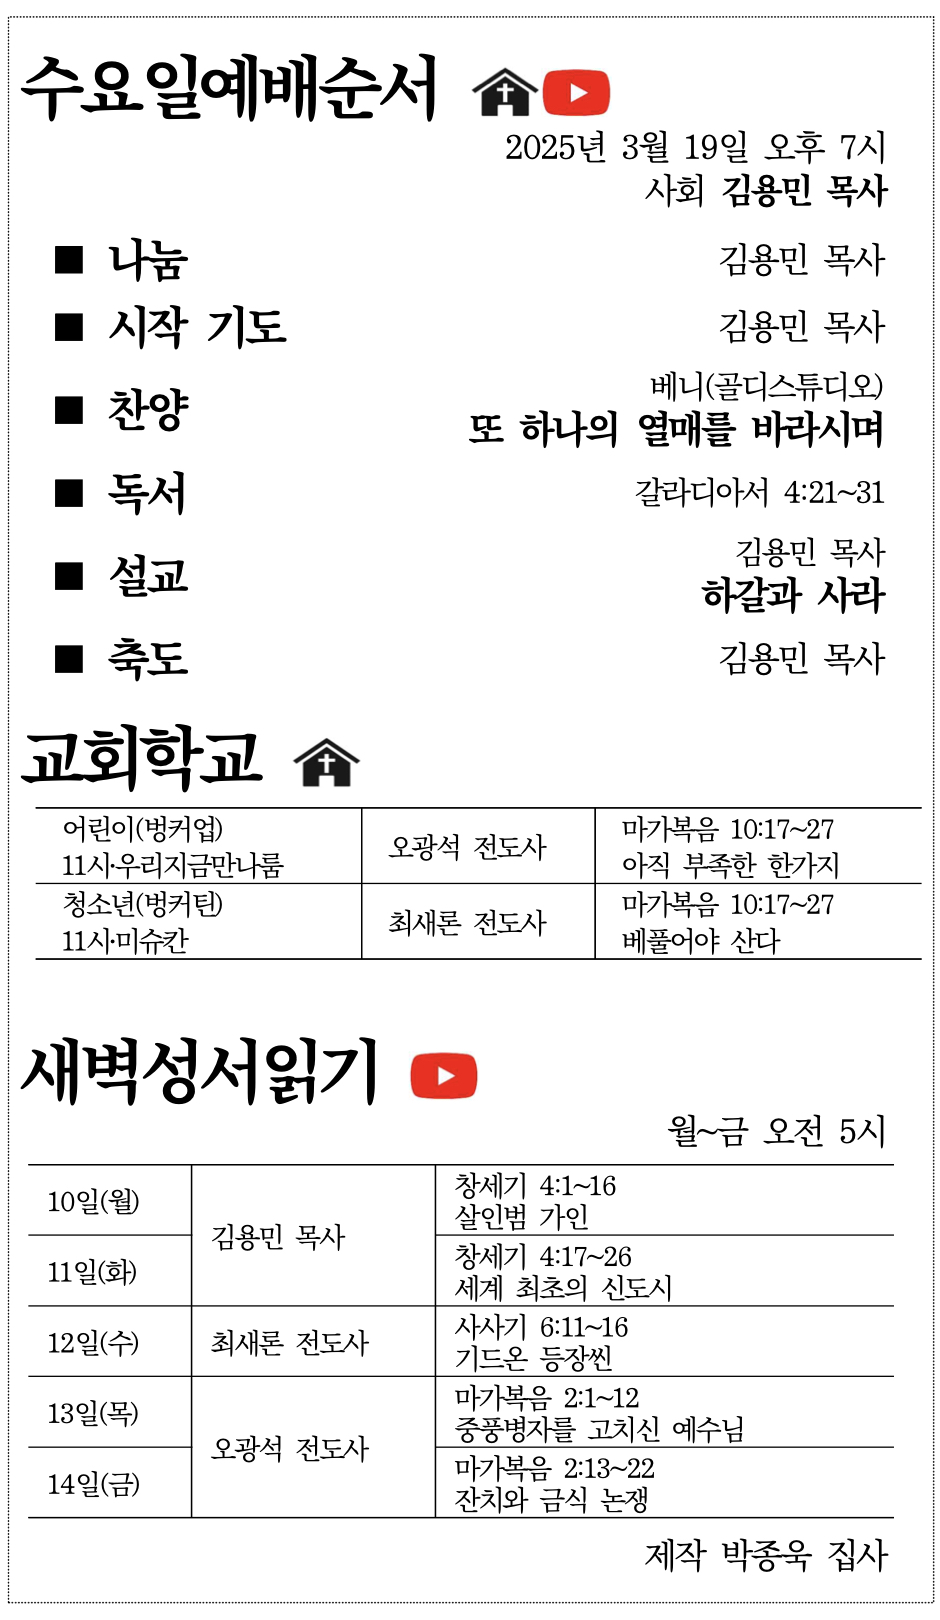 수요일예배순서
2025년 3월 19일 오후 7시
사회 김용민 목사
■ 나눔 김용민 목사
■ 시작 기도 김용민 목사
■ 찬양 베니(골디스튜디오)
또 하나의 열매를 바라시며
■ 독서 갈라디아서 4:21~31
■ 설교 김용민 목사
하갈과 사라
■ 축도 김용민 목사
교회학교
어린이(벙커업)
11시·우리지금만나룸
오광석 전도사
마가복음 10:17~27
아직 부족한 한가지
청소년(벙커틴)
11시·미슈칸
최새론 전도사
마가복음 10:17~27
베풀어야 산다
새벽성서읽기
월~금 오전 5시
10일(월)
김용민 목사
창세기 4:1~16
살인범 가인
11일(화)
창세기 4:17~26
세계 최초의 신도시
12일(수)
최새론 전도사
사사기 6:11~16
기드온 등장씬
13일(목)
오광석 전도사
마가복음 2:1~12
중풍병자를 고치신 예수님
14일(금)
마가복음 2:13~22
잔치와 금식 논쟁
제작 박종욱 집사